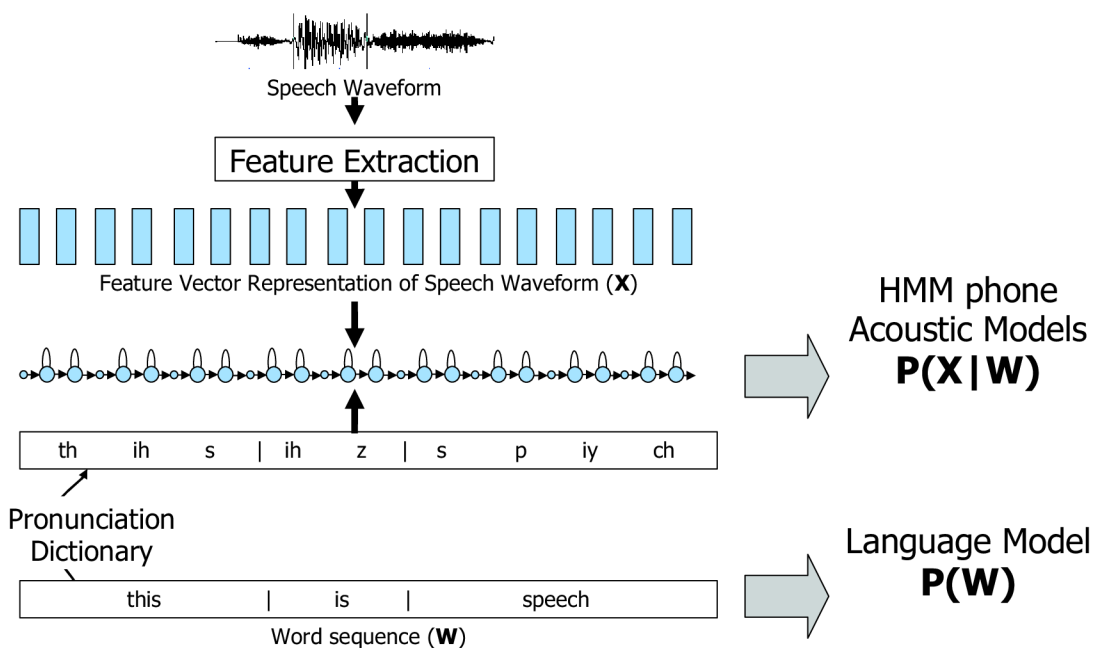 Speech Waveform
Feature Extraction
Feature Vector Representation of Speech Waveform (X)
HMM phone
Acoustic Models
P(X|W)
th ih s | ih z | s p iy ch
Pronunciation
Dictionary
Language Model
P(W)
this | is | speech
Word sequence (W)